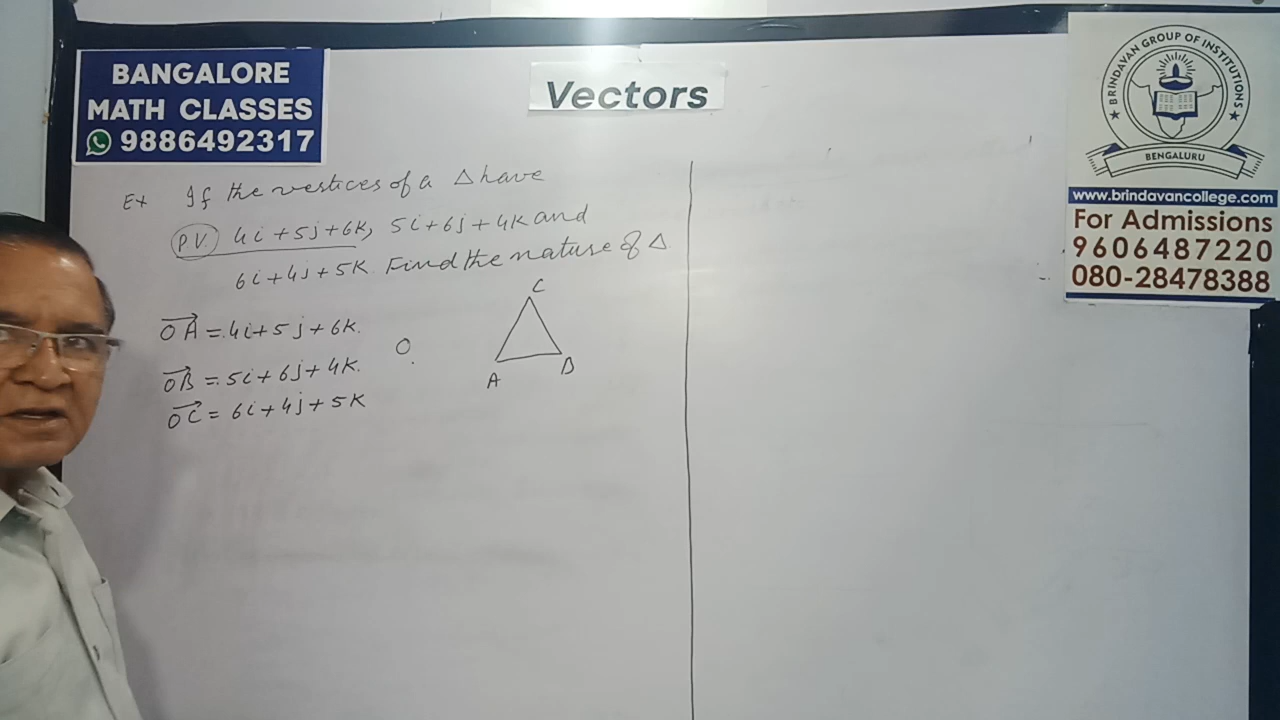 BANGALORE
MATH CLASSES
9886492317
Vectors
BRINDAVAN GROUP OF INSTITUTIONS
BENGALURU
www.brindavancollege.com
For Admissions
9606487220
080-28478388
Ex If the vertices of a △ have
P.V. 4i + 5j + 6k, 5i + 6j + 4k and
6i + 4j + 5k. Find the nature of △
OA = 4i + 5j + 6k.
OB = 5i + 6j + 4k.
OC = 6i + 4j + 5k
O.
C
A
B